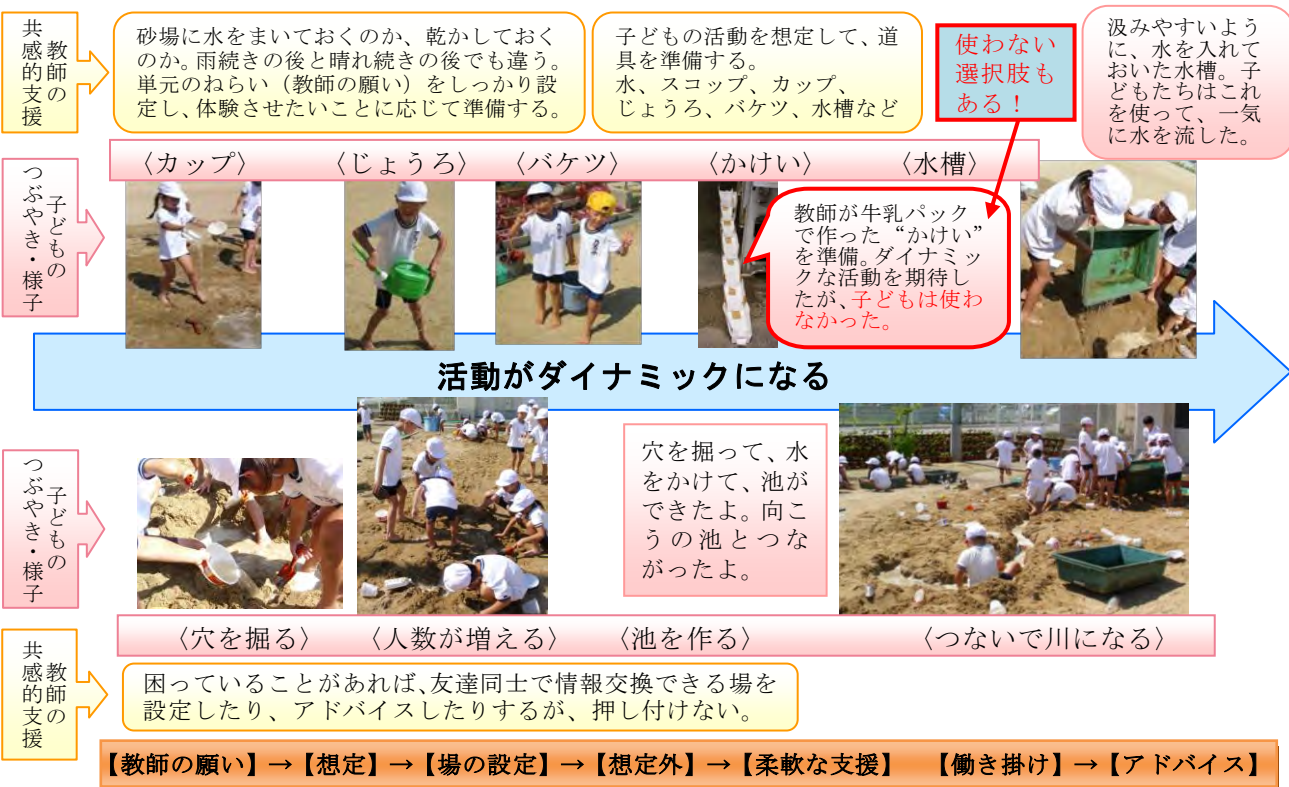 教師の
共感的支援
砂場に水をまいておくのか、乾かしておく
のか。雨続きの後と晴れ続きの後でも違う。
単元のねらい（教師の願い）をしっかり設
定し、体験させたいことに応じて準備する。
子どもの活動を想定して、道
具を準備する。
水、スコップ、カップ、
じょうろ、バケツ、水槽など
使わない
選択肢も
ある！
汲みやすいよう
に、水を入れて
おいた水槽。子
どもたちはこれ
を使って、一気
に水を流した。
子どもの
つぶやき・様子
〈カップ〉
〈じょうろ〉
〈バケツ〉
〈かけい〉
〈水槽〉
教師が牛乳パック
で作った“かけい”
を準備。ダイナミッ
クな活動を期待し
たが、子どもは使わ
なかった。
活動がダイナミックになる
子どもの
つぶやき・様子
穴を掘って、水
をかけて、池が
できたよ。向こ
うの池とつな
がったよ。
〈穴を掘る〉
〈人数が増える〉
〈池を作る〉
〈つないで川になる〉
教師の
共感的支援
困っていることがあれば、友達同士で情報交換できる場を
設定したり、アドバイスしたりするが、押し付けない。
【教師の願い】→【想定】→【場の設定】→【想定外】→【柔軟な支援】　【働き掛け】→【アドバイス】